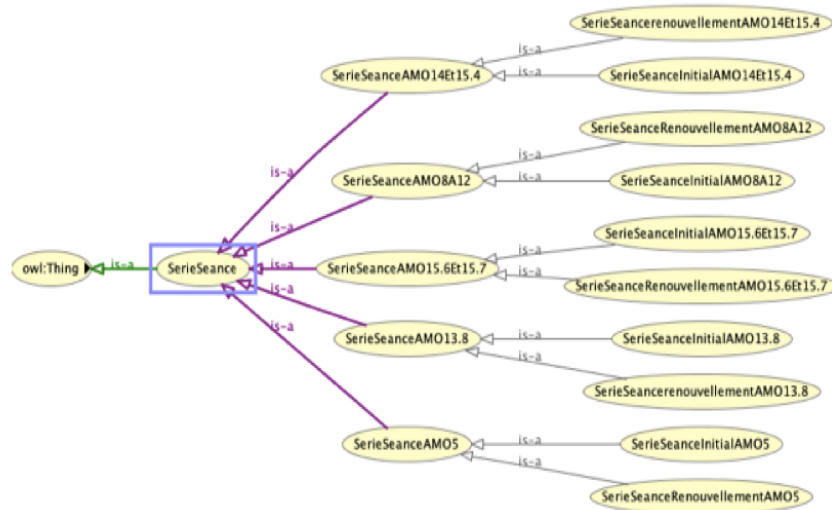 SerieSeancerenouvellementAMO14Et15.4
is-a
SerieSeanceAMO14Et15.4
is-a
SerieSeanceInitialAMO14Et15.4
SerieSeanceRenouvellementAMO8A12
is-a
is-a
SerieSeanceAMO8A12
is-a
SerieSeanceInitialAMO8A12
is-a
SerieSeanceInitialAMO15.6Et15.7
is-a
owl:Thing
is-a
SerieSeance
is-a
SerieSeanceAMO15.6Et15.7
is-a
SerieSeanceRenouvellementAMO15.6Et15.7
is-a
SerieSeanceAMO13.8
is-a
SerieSeanceInitialAMO13.8
is-a
is-a
SerieSeancerenouvellementAMO13.8
SerieSeanceAMO5
is-a
SerieSeanceInitialAMO5
is-a
SerieSeanceRenouvellementAMO5